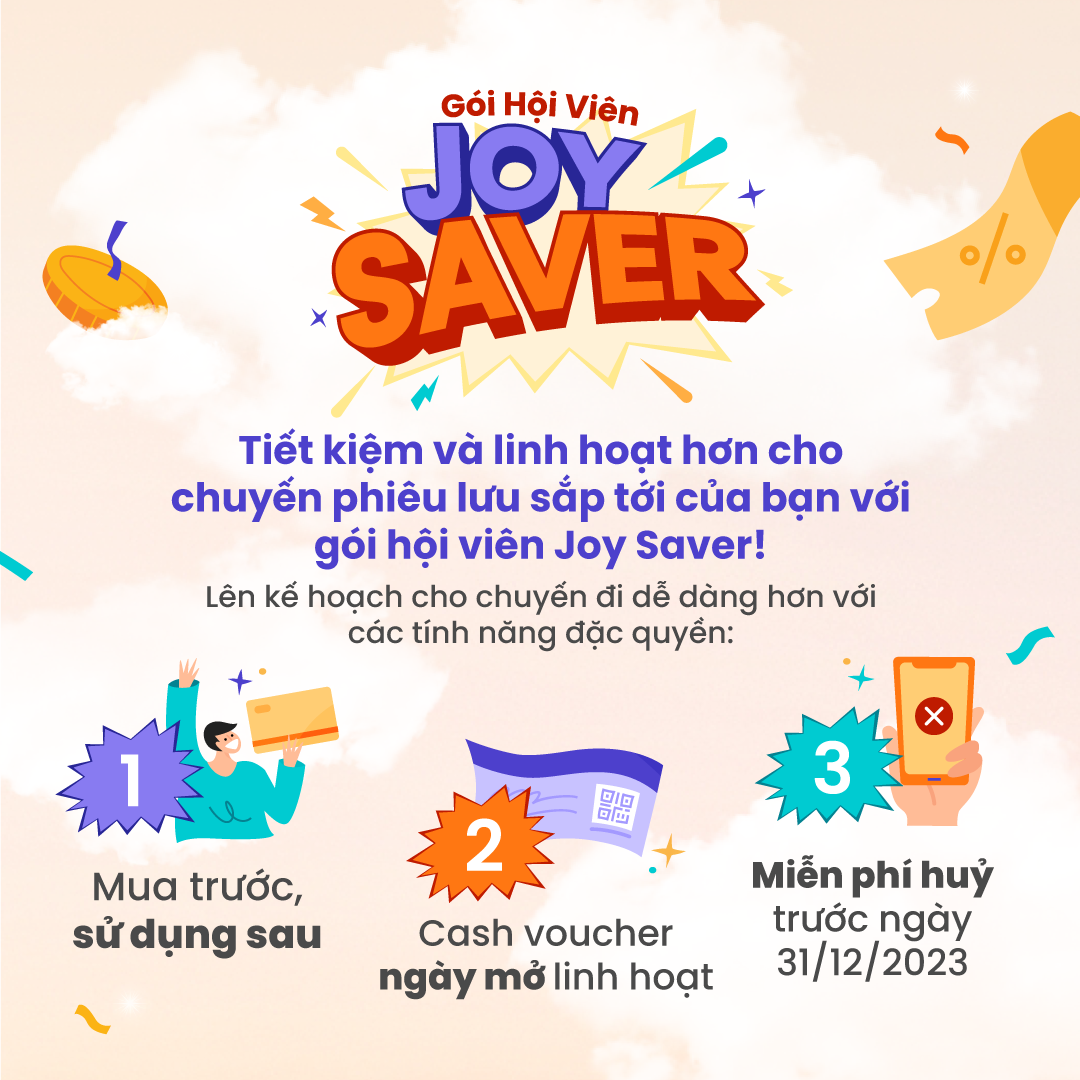 Gói Hội Viên
JOY
SAVER
Tiết kiệm và linh hoạt hơn cho
chuyến phiêu lưu sắp tới của bạn với
gói hội viên Joy Saver!
Lên kế hoạch cho chuyến đi dễ dàng hơn với
các tính năng đặc quyền:
1
Mua trước,
sử dụng sau
2
Cash voucher
ngày mở linh hoạt
3
Miễn phí huỷ
trước ngày
31/12/2023